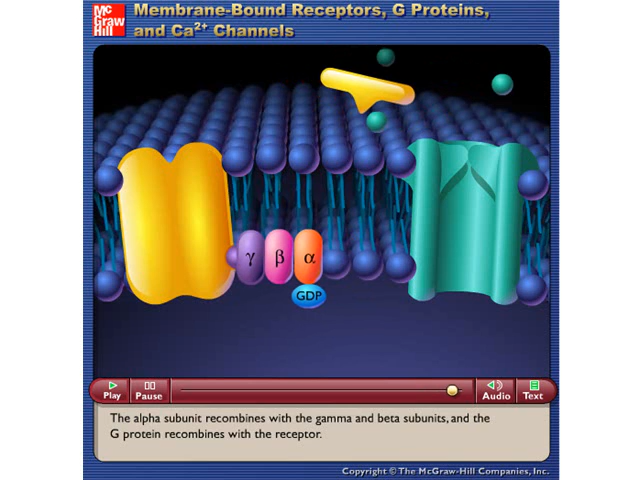 Mc
Graw
Hill
Membrane-Bound Receptors, G Proteins,
and Ca²⁺ Channels
γ β α
GDP
Play Pause Audio Text
The alpha subunit recombines with the gamma and beta subunits, and the
G protein recombines with the receptor.
Copyright © The McGraw-Hill Companies, Inc.